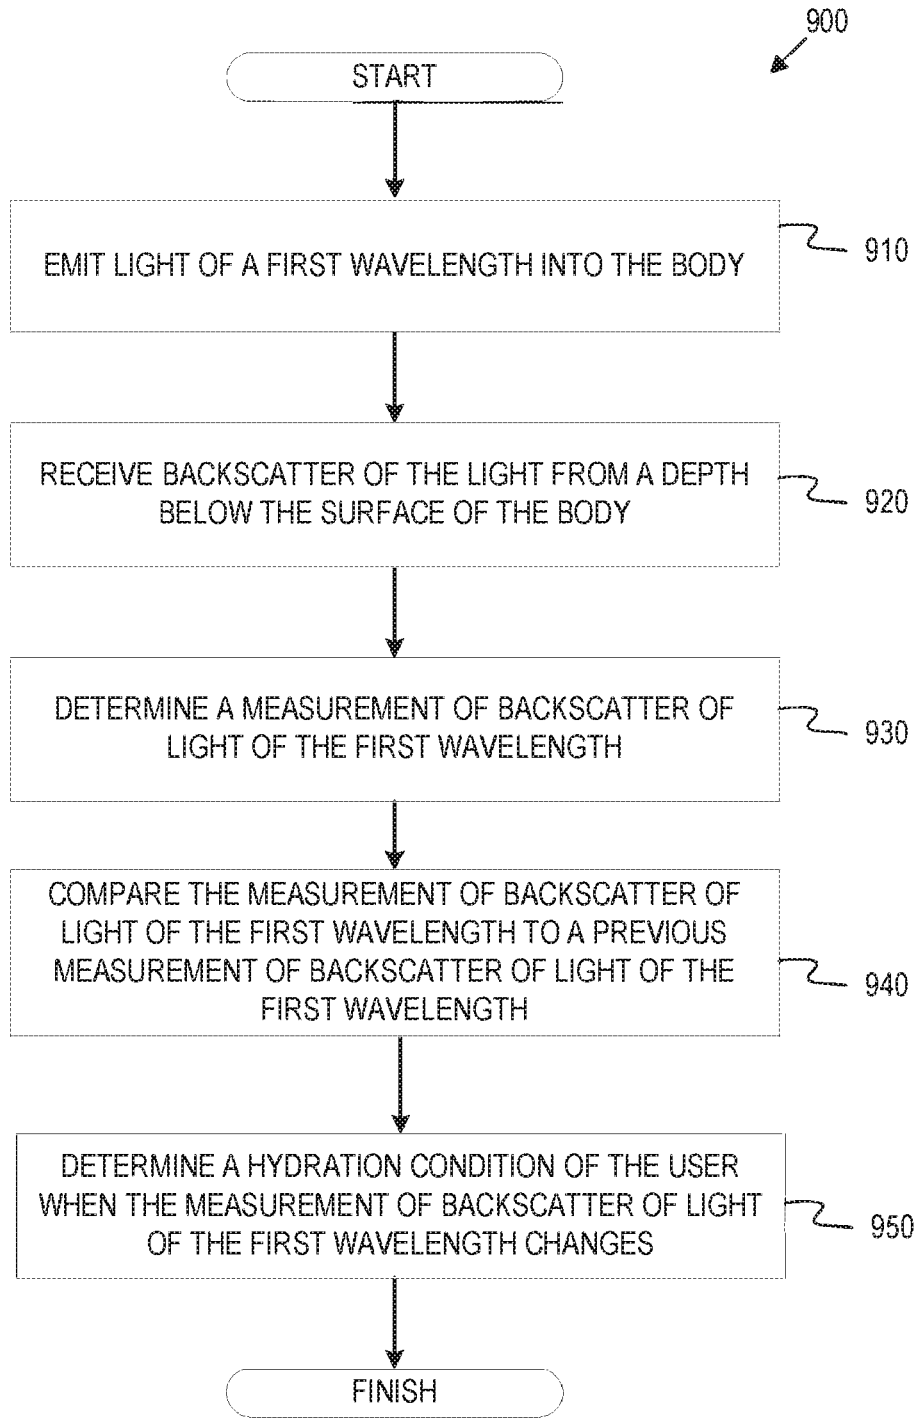 900
START
EMIT LIGHT OF A FIRST WAVELENGTH INTO THE BODY
910
RECEIVE BACKSCATTER OF THE LIGHT FROM A DEPTH
BELOW THE SURFACE OF THE BODY
920
DETERMINE A MEASUREMENT OF BACKSCATTER OF
LIGHT OF THE FIRST WAVELENGTH
930
COMPARE THE MEASUREMENT OF BACKSCATTER OF
LIGHT OF THE FIRST WAVELENGTH TO A PREVIOUS
MEASUREMENT OF BACKSCATTER OF LIGHT OF THE
FIRST WAVELENGTH
940
DETERMINE A HYDRATION CONDITION OF THE USER
WHEN THE MEASUREMENT OF BACKSCATTER OF LIGHT
OF THE FIRST WAVELENGTH CHANGES
950
FINISH